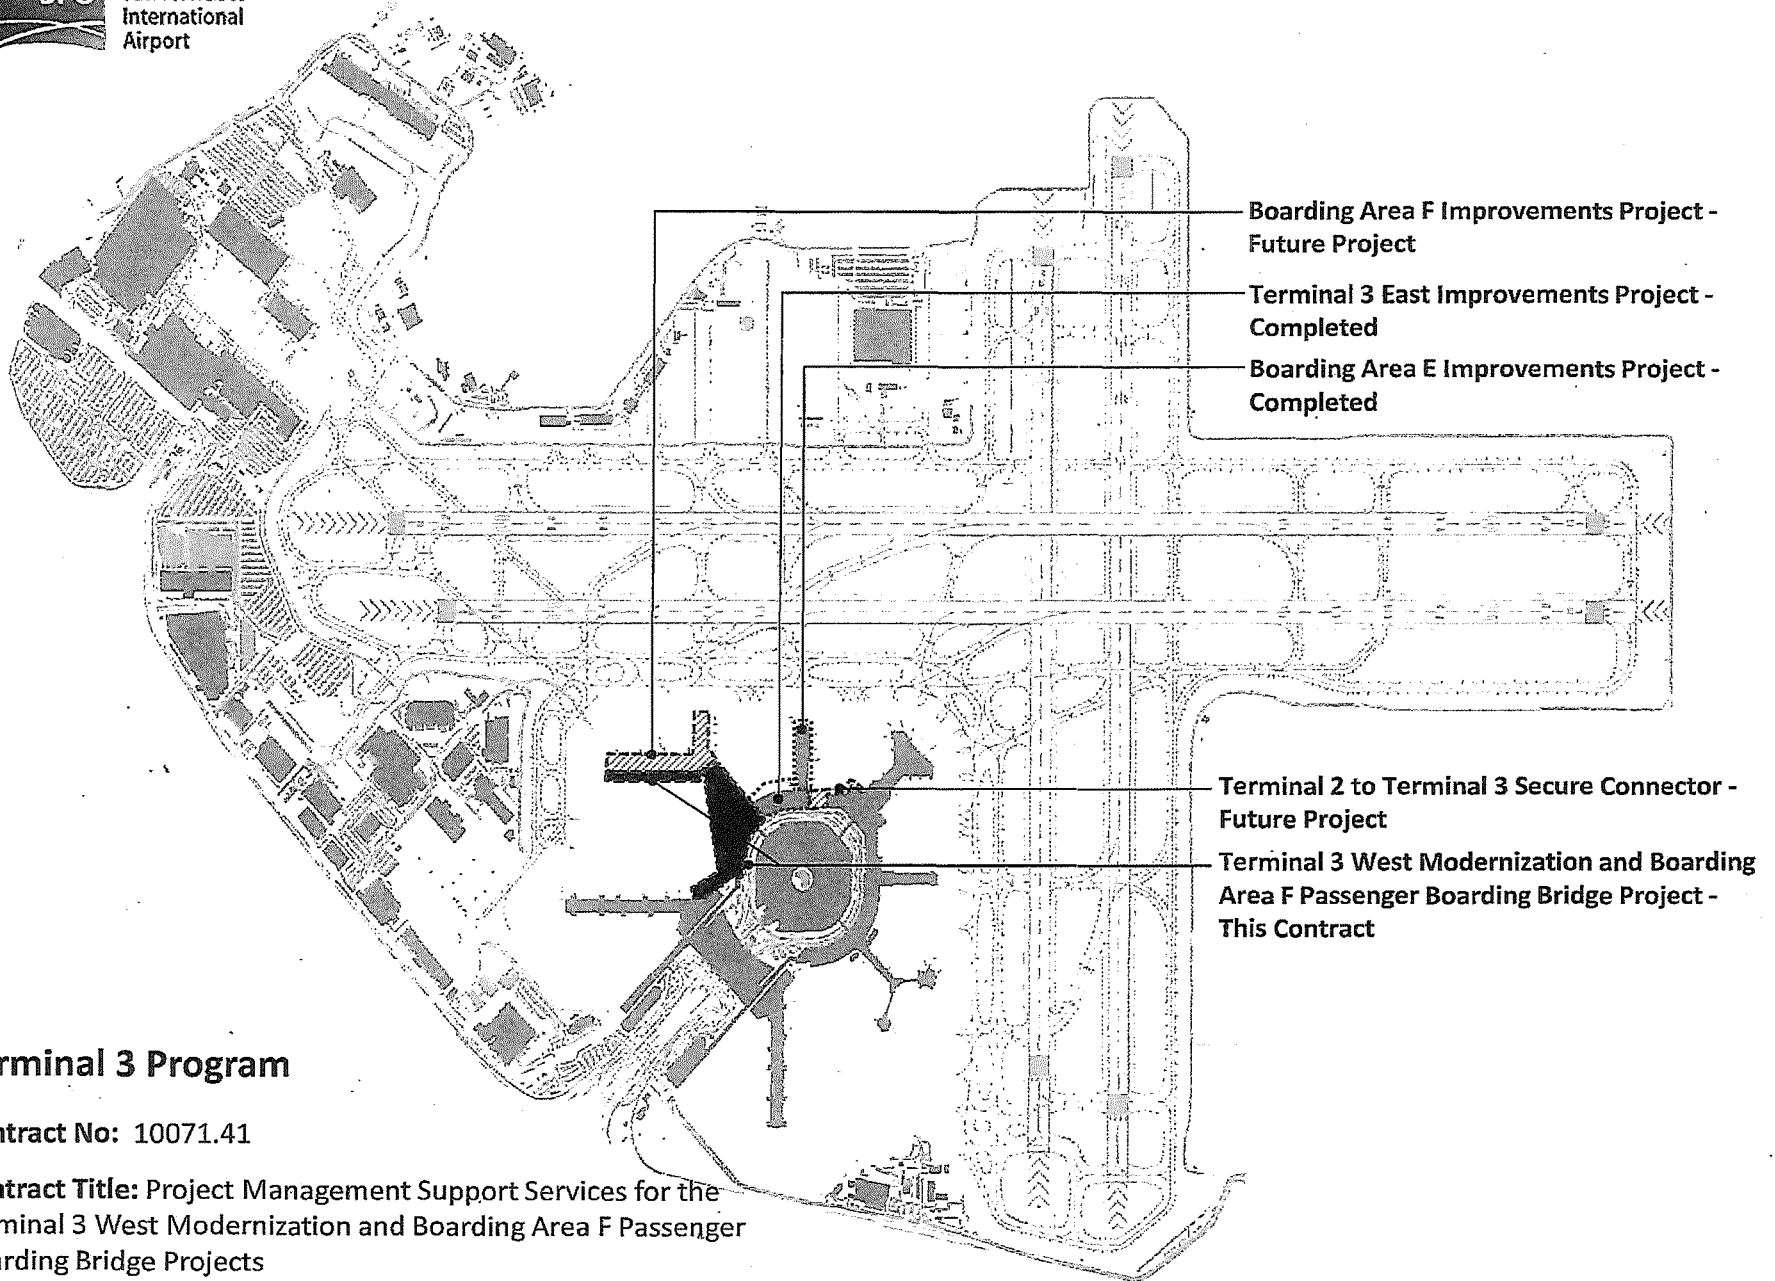 International
Airport
Boarding Area F Improvements Project -
Future Project
Terminal 3 East Improvements Project -
Completed
Boarding Area E Improvements Project -
Completed
Terminal 2 to Terminal 3 Secure Connector -
Future Project
Terminal 3 West Modernization and Boarding
Area F Passenger Boarding Bridge Project -
This Contract
rminal 3 Program
ntract No: 10071.41
ntract Title: Project Management Support Services for the
minal 3 West Modernization and Boarding Area F Passenger
arding Bridge Projects